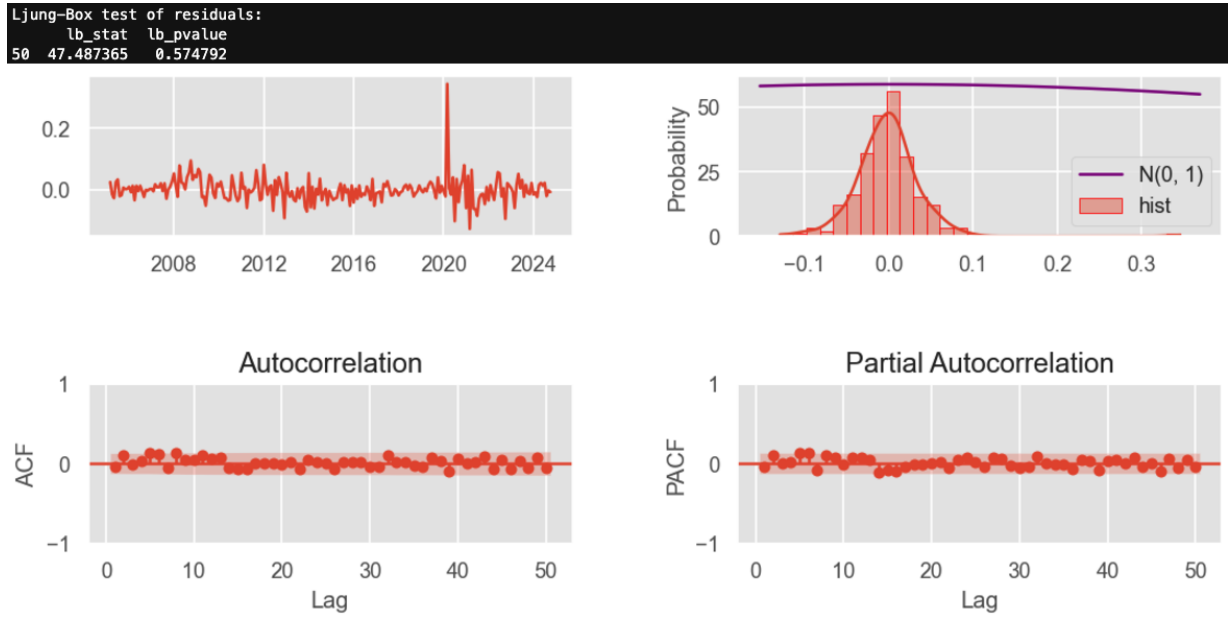 Ljung-Box test of residuals:
lb_stat lb_pvalue
50 47.487365 0.574792
0.2
0.0
2008 2012 2016 2020 2024
Probability
50
25
0
N(0, 1)
hist
−0.1 0.0 0.1 0.2 0.3
Autocorrelation
ACF
1
0
−1
0 10 20 30 40 50
Lag
Partial Autocorrelation
PACF
1
0
−1
0 10 20 30 40 50
Lag